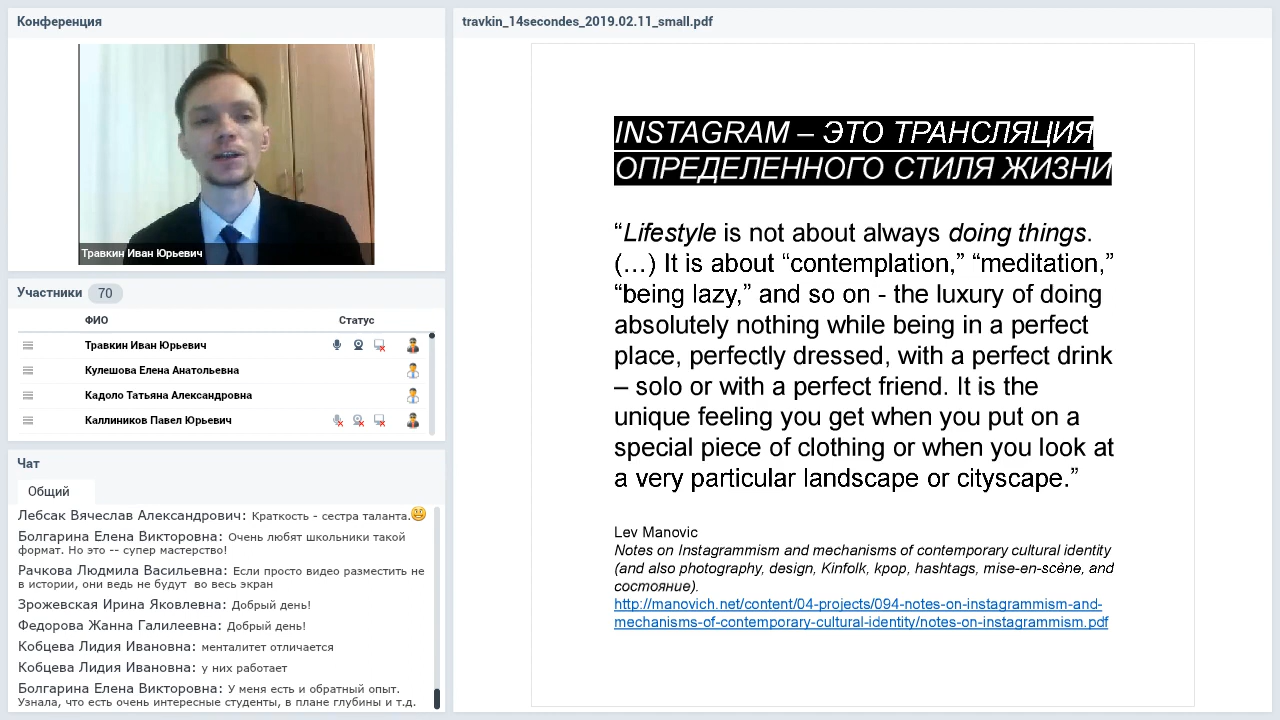 Конференция
Травкин Иван Юрьевич
Участники 70
ФИО Статус
Травкин Иван Юрьевич
Кулешова Елена Анатольевна
Кадоло Татьяна Александровна
Каллиников Павел Юрьевич
Чат
Общий
Лебсак Вячеслав Александрович: Краткость - сестра таланта.
Болгарина Елена Викторовна: Очень любят школьники такой
формат. Но это -- супер мастерство!
Рачкова Людмила Васильевна: Если просто видео разместить не
в истории, они ведь не будут во весь экран
Зрожевская Ирина Яковлевна: Добрый день!
Федорова Жанна Галилеевна: Добрый день!
Кобцева Лидия Ивановна: менталитет отличается
Кобцева Лидия Ивановна: у них работает
Болгарина Елена Викторовна: У меня есть и обратный опыт.
Узнала, что есть очень интересные студенты, в плане глубины и т.д.
travkin_14secondes_2019.02.11_small.pdf
INSTAGRAM – ЭТО ТРАНСЛЯЦИЯ
ОПРЕДЕЛЕННОГО СТИЛЯ ЖИЗНИ
“Lifestyle is not about always doing things.
(…) It is about “contemplation,” “meditation,”
“being lazy,” and so on - the luxury of doing
absolutely nothing while being in a perfect
place, perfectly dressed, with a perfect drink
– solo or with a perfect friend. It is the
unique feeling you get when you put on a
special piece of clothing or when you look at
a very particular landscape or cityscape.”
Lev Manovic
Notes on Instagrammism and mechanisms of contemporary cultural identity
(and also photography, design, Kinfolk, kpop, hashtags, mise-en-scène, and
состояние).
http://manovich.net/content/04-projects/094-notes-on-instagrammism-and-
mechanisms-of-contemporary-cultural-identity/notes-on-instagrammism.pdf